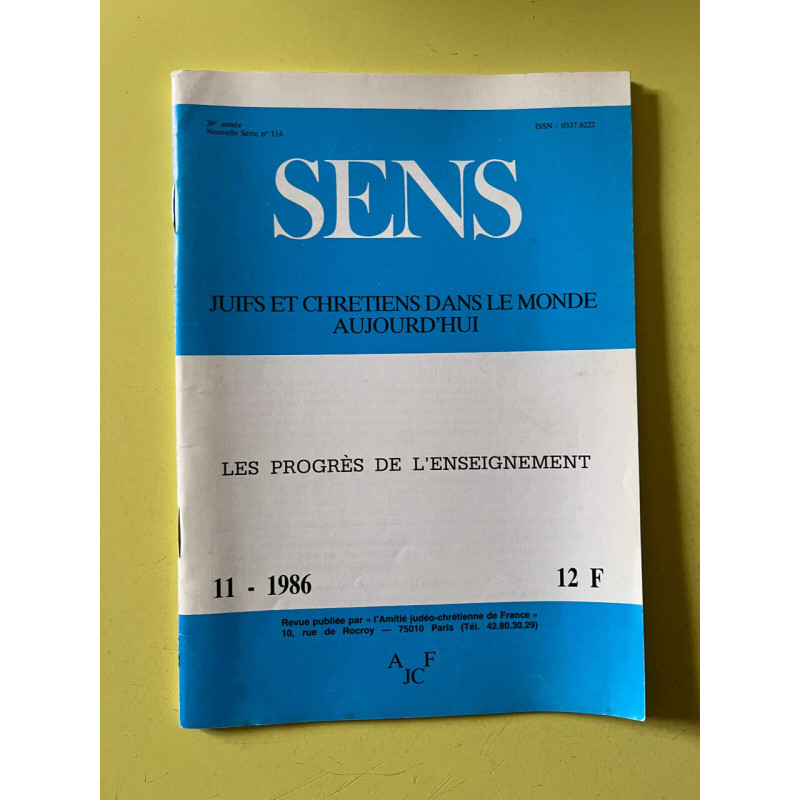 38e année
Nouvelle Série n° 114
ISSN : 0337.6222
SENS
JUIFS ET CHRETIENS DANS LE MONDE
AUJOURD'HUI
LES PROGRÈS DE L'ENSEIGNEMENT
11 - 1986
12 F
Revue publiée par « l'Amitié judéo-chrétienne de France »
10, rue de Rocroy — 75010 Paris (Tél. 42.80.30.29)
A F
JC